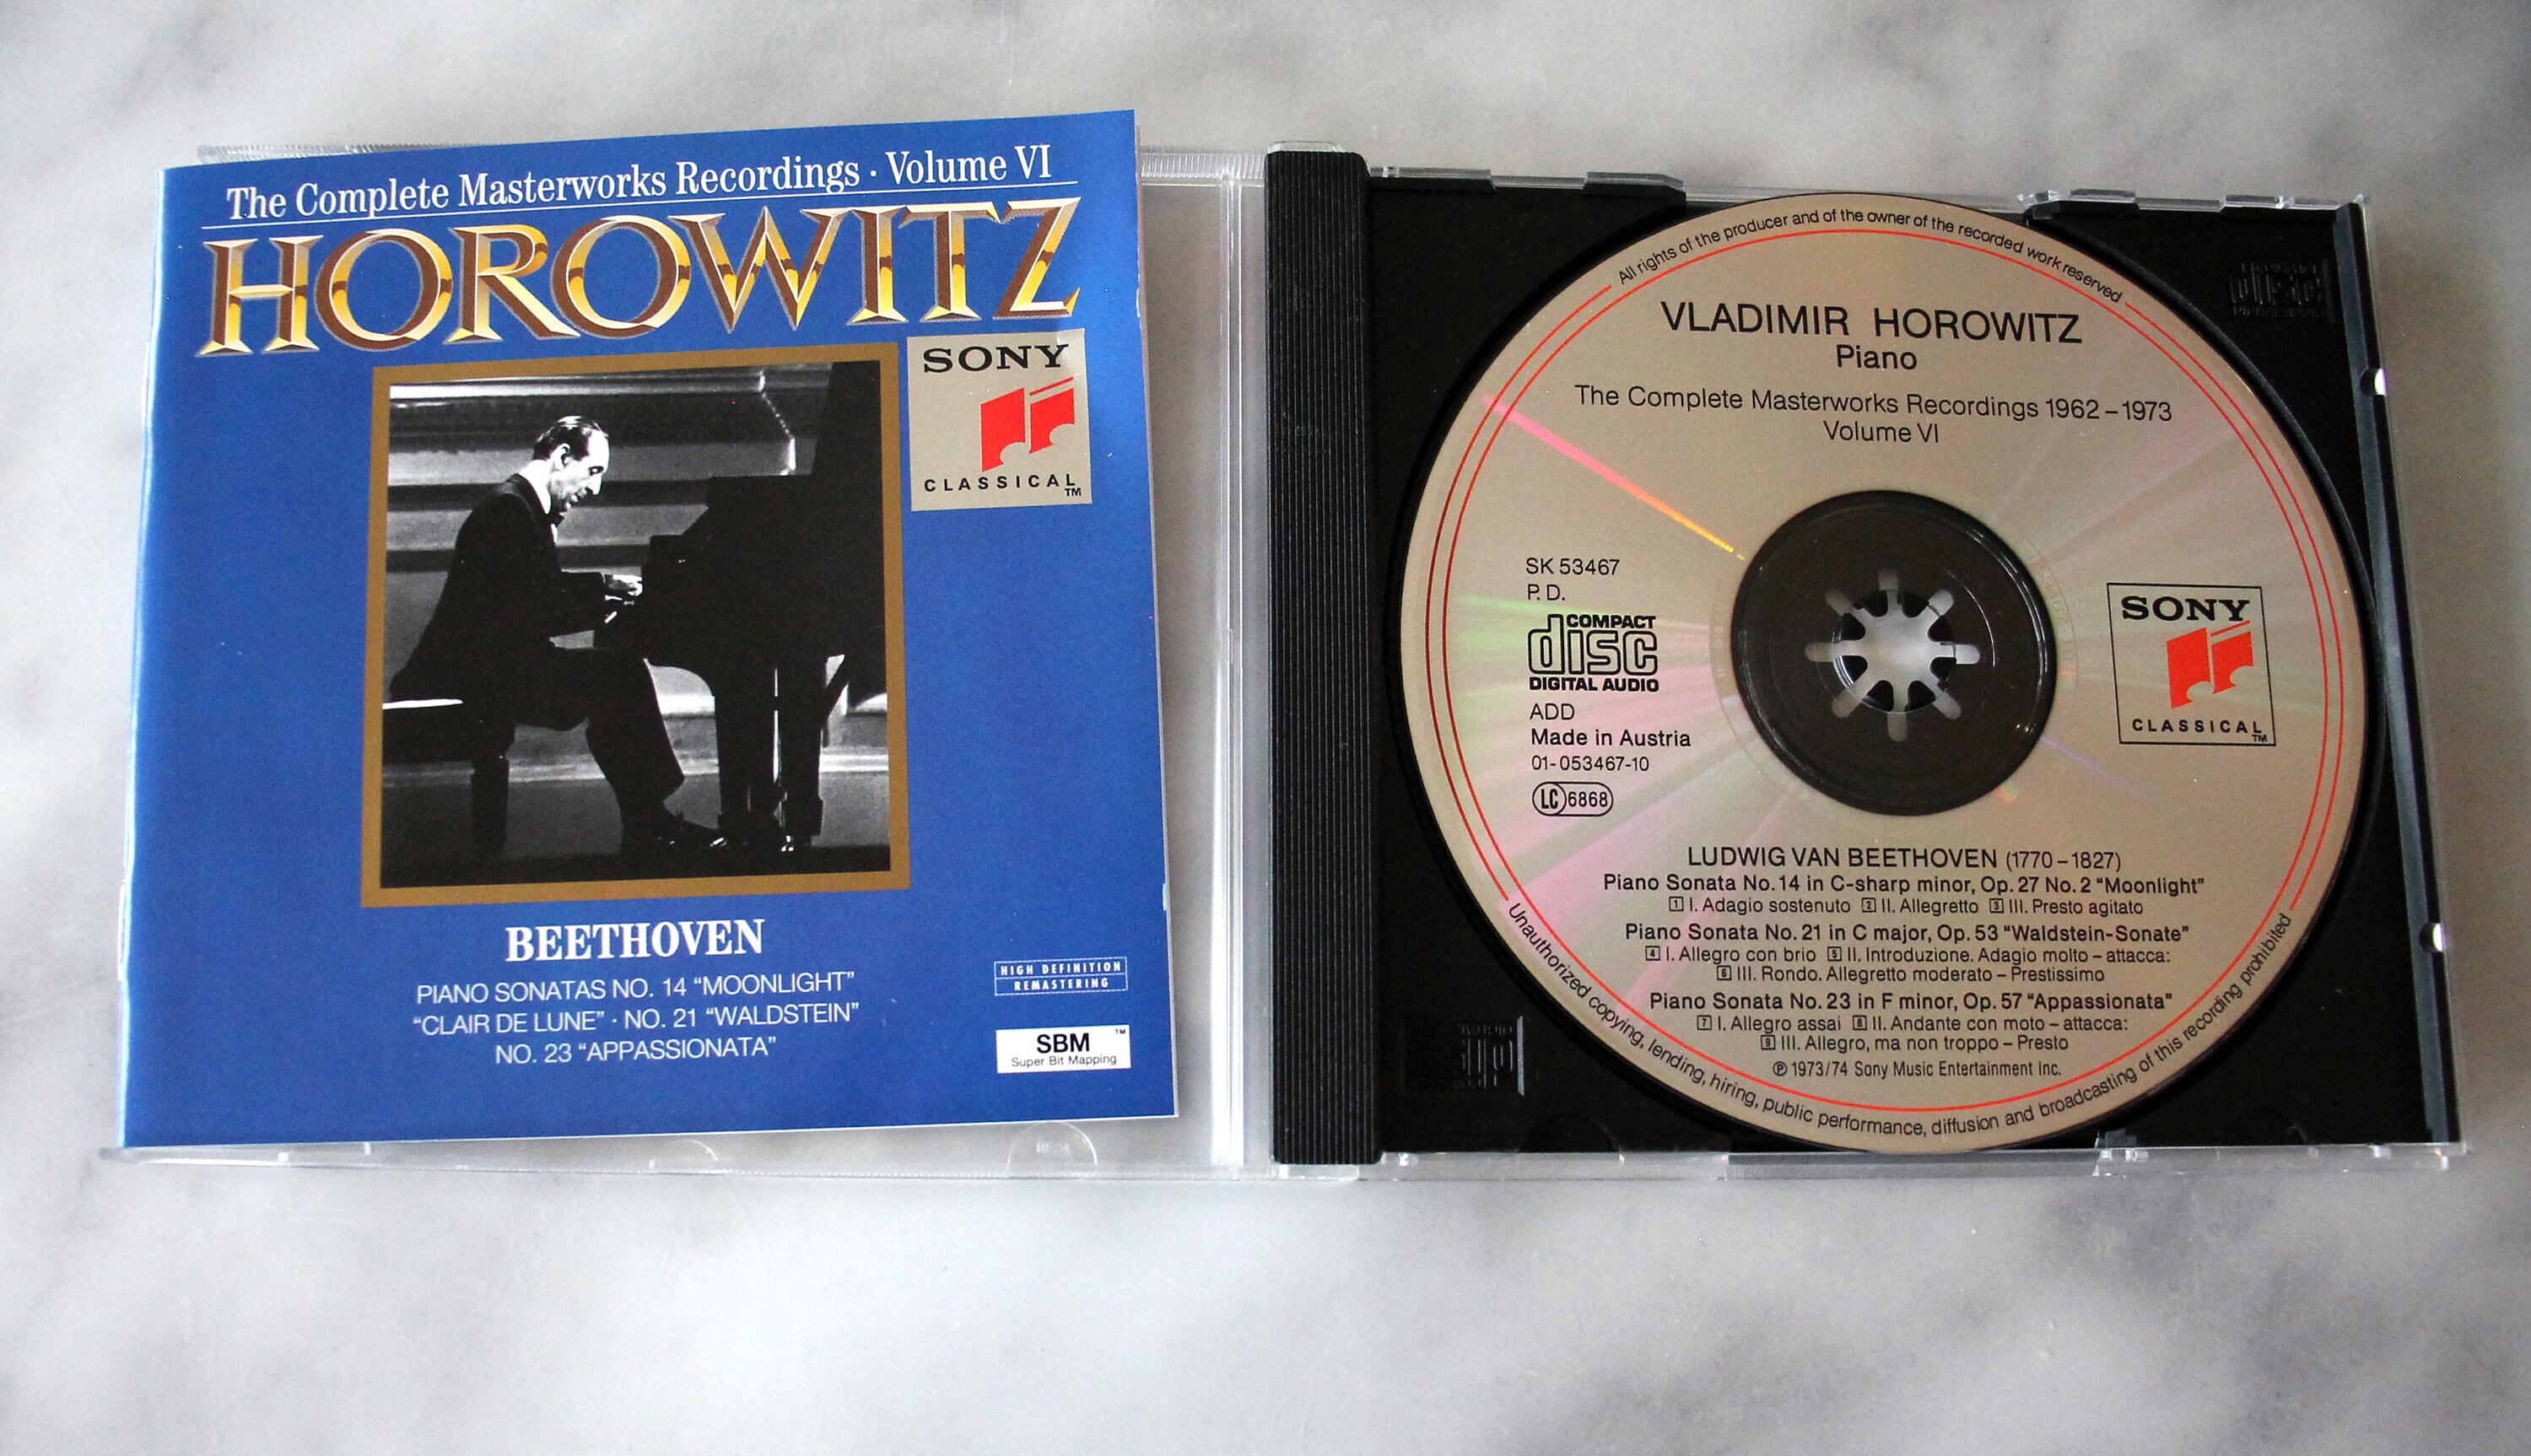 The Complete Masterworks Recordings · Volume VI
HOROWITZ
SONY
CLASSICAL™
BEETHOVEN
PIANO SONATAS NO. 14 “MOONLIGHT”
“CLAIR DE LUNE” · NO. 21 “WALDSTEIN”
NO. 23 “APPASSIONATA”
HIGH DEFINITION
REMASTERING
SBM™
Super Bit Mapping
All rights of the producer and of the owner of the recorded work reserved
VLADIMIR HOROWITZ
Piano
The Complete Masterworks Recordings 1962–1973
Volume VI
SK 53467
P.D.
COMPACT
disc
DIGITAL AUDIO
ADD
Made in Austria
01-053467-10
LC 6868
SONY
CLASSICAL™
LUDWIG VAN BEETHOVEN (1770–1827)
Piano Sonata No. 14 in C-sharp minor, Op. 27 No. 2 “Moonlight”
1 I. Adagio sostenuto 2 II. Allegretto 3 III. Presto agitato
Piano Sonata No. 21 in C major, Op. 53 “Waldstein-Sonate”
4 I. Allegro con brio 5 II. Introduzione. Adagio molto – attacca:
6 III. Rondo. Allegretto moderato – Prestissimo
Piano Sonata No. 23 in F minor, Op. 57 “Appassionata”
7 I. Allegro assai 8 II. Andante con moto – attacca:
9 III. Allegro, ma non troppo – Presto
℗ 1973/74 Sony Music Entertainment Inc.
Unauthorized copying, lending, hiring, public performance, diffusion and broadcasting of this recording prohibited